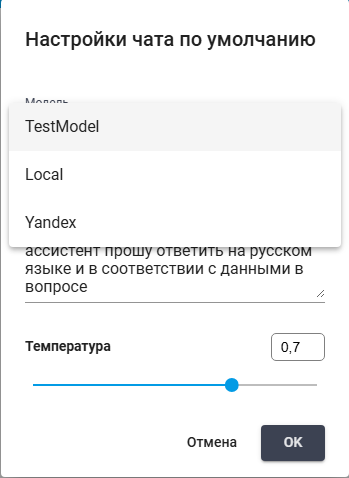 Настройки чата по умолчанию
Модель
TestModel
Local
Yandex
ассистент прошу ответить на русском
языке и в соответствии с данными в
вопросе
Температура
0,7
Отмена
OK